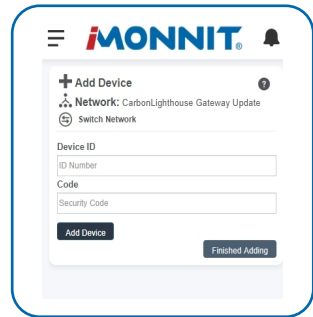 iMONNIT®
Add Device
Network: CarbonLighthouse Gateway Update
Switch Network
Device ID
ID Number
Code
Security Code
Add Device
Finished Adding